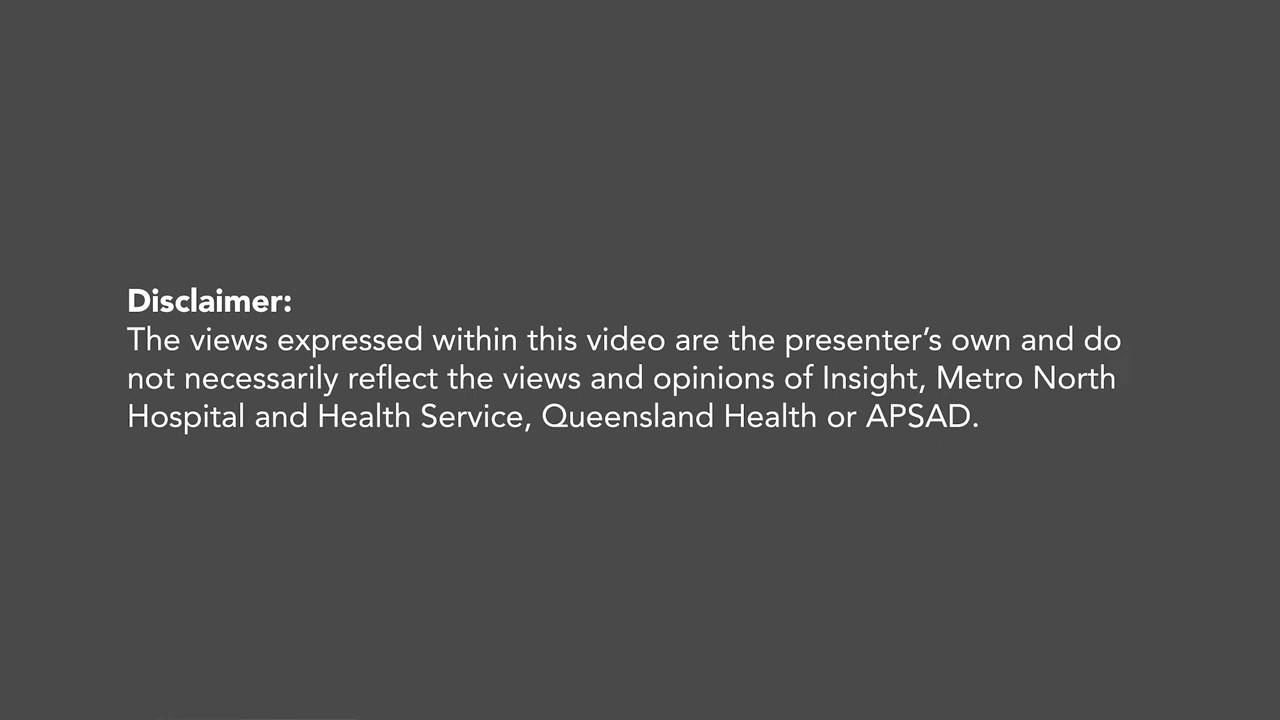 Disclaimer:
The views expressed within this video are the presenter’s own and do
not necessarily reflect the views and opinions of Insight, Metro North
Hospital and Health Service, Queensland Health or APSAD.